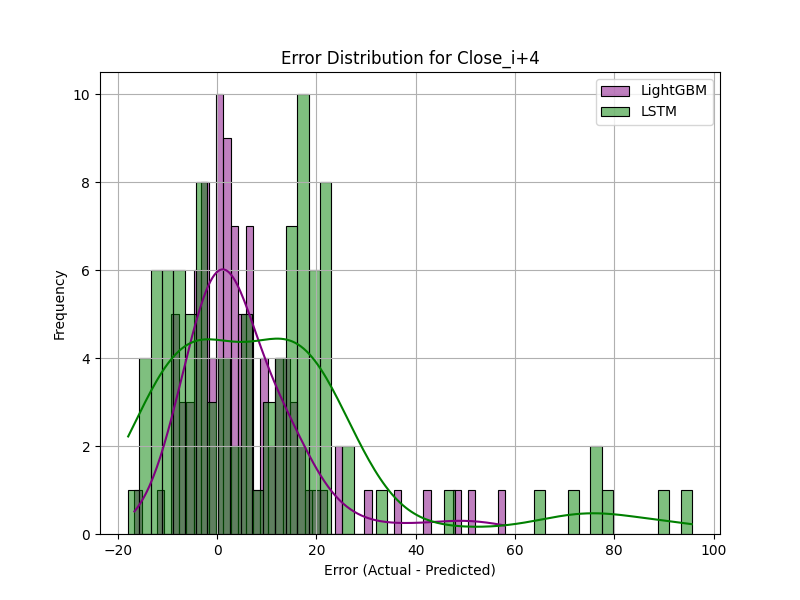 Error Distribution for Close_i+4
LightGBM
LSTM
10
8
6
4
2
0
Frequency
−20
0
20
40
60
80
100
Error (Actual - Predicted)